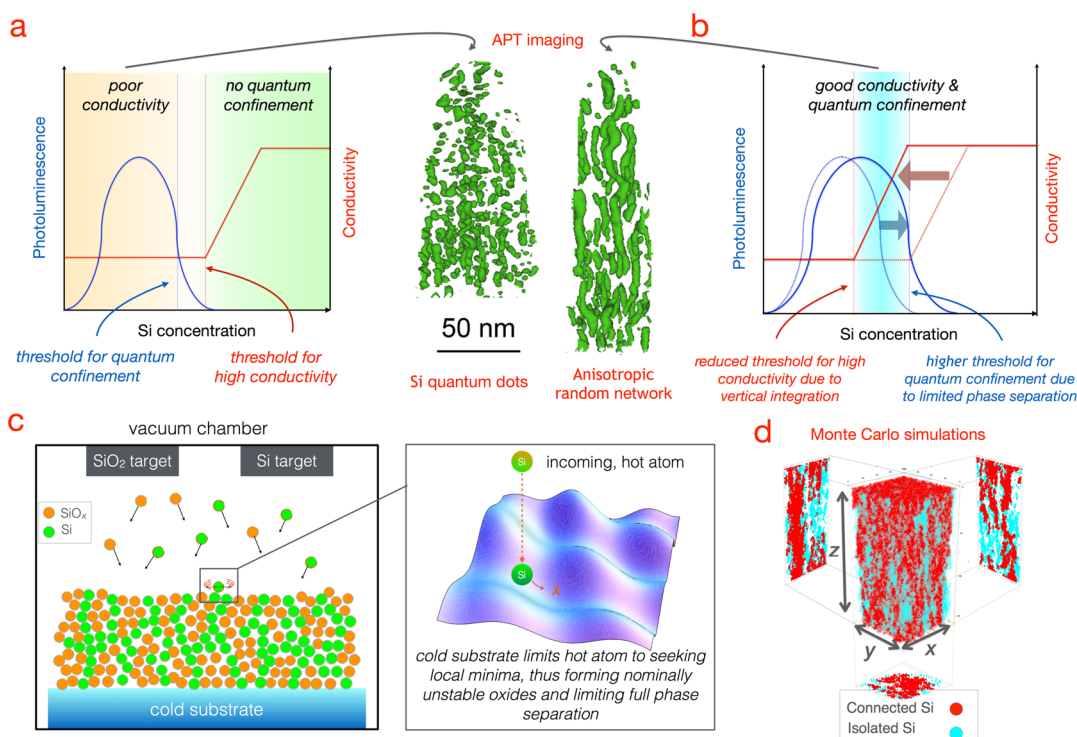 a
APT imaging
b
poor
conductivity
no quantum
confinement
Photoluminescence
Conductivity
Si concentration
threshold for quantum
confinement
threshold for
high conductivity
50 nm
Si quantum dots
Anisotropic
random network
good conductivity &
quantum confinement
Photoluminescence
Conductivity
Si concentration
reduced threshold for high
conductivity due to
vertical integration
higher threshold for
quantum confinement due
to limited phase separation
c
vacuum chamber
SiO₂ target
Si target
SiOₓ
Si
cold substrate
Si
incoming, hot atom
Si
X
cold substrate limits hot atom to seeking
local minima, thus forming nominally
unstable oxides and limiting full phase
separation
d
Monte Carlo simulations
z
y
x
Connected Si
Isolated Si